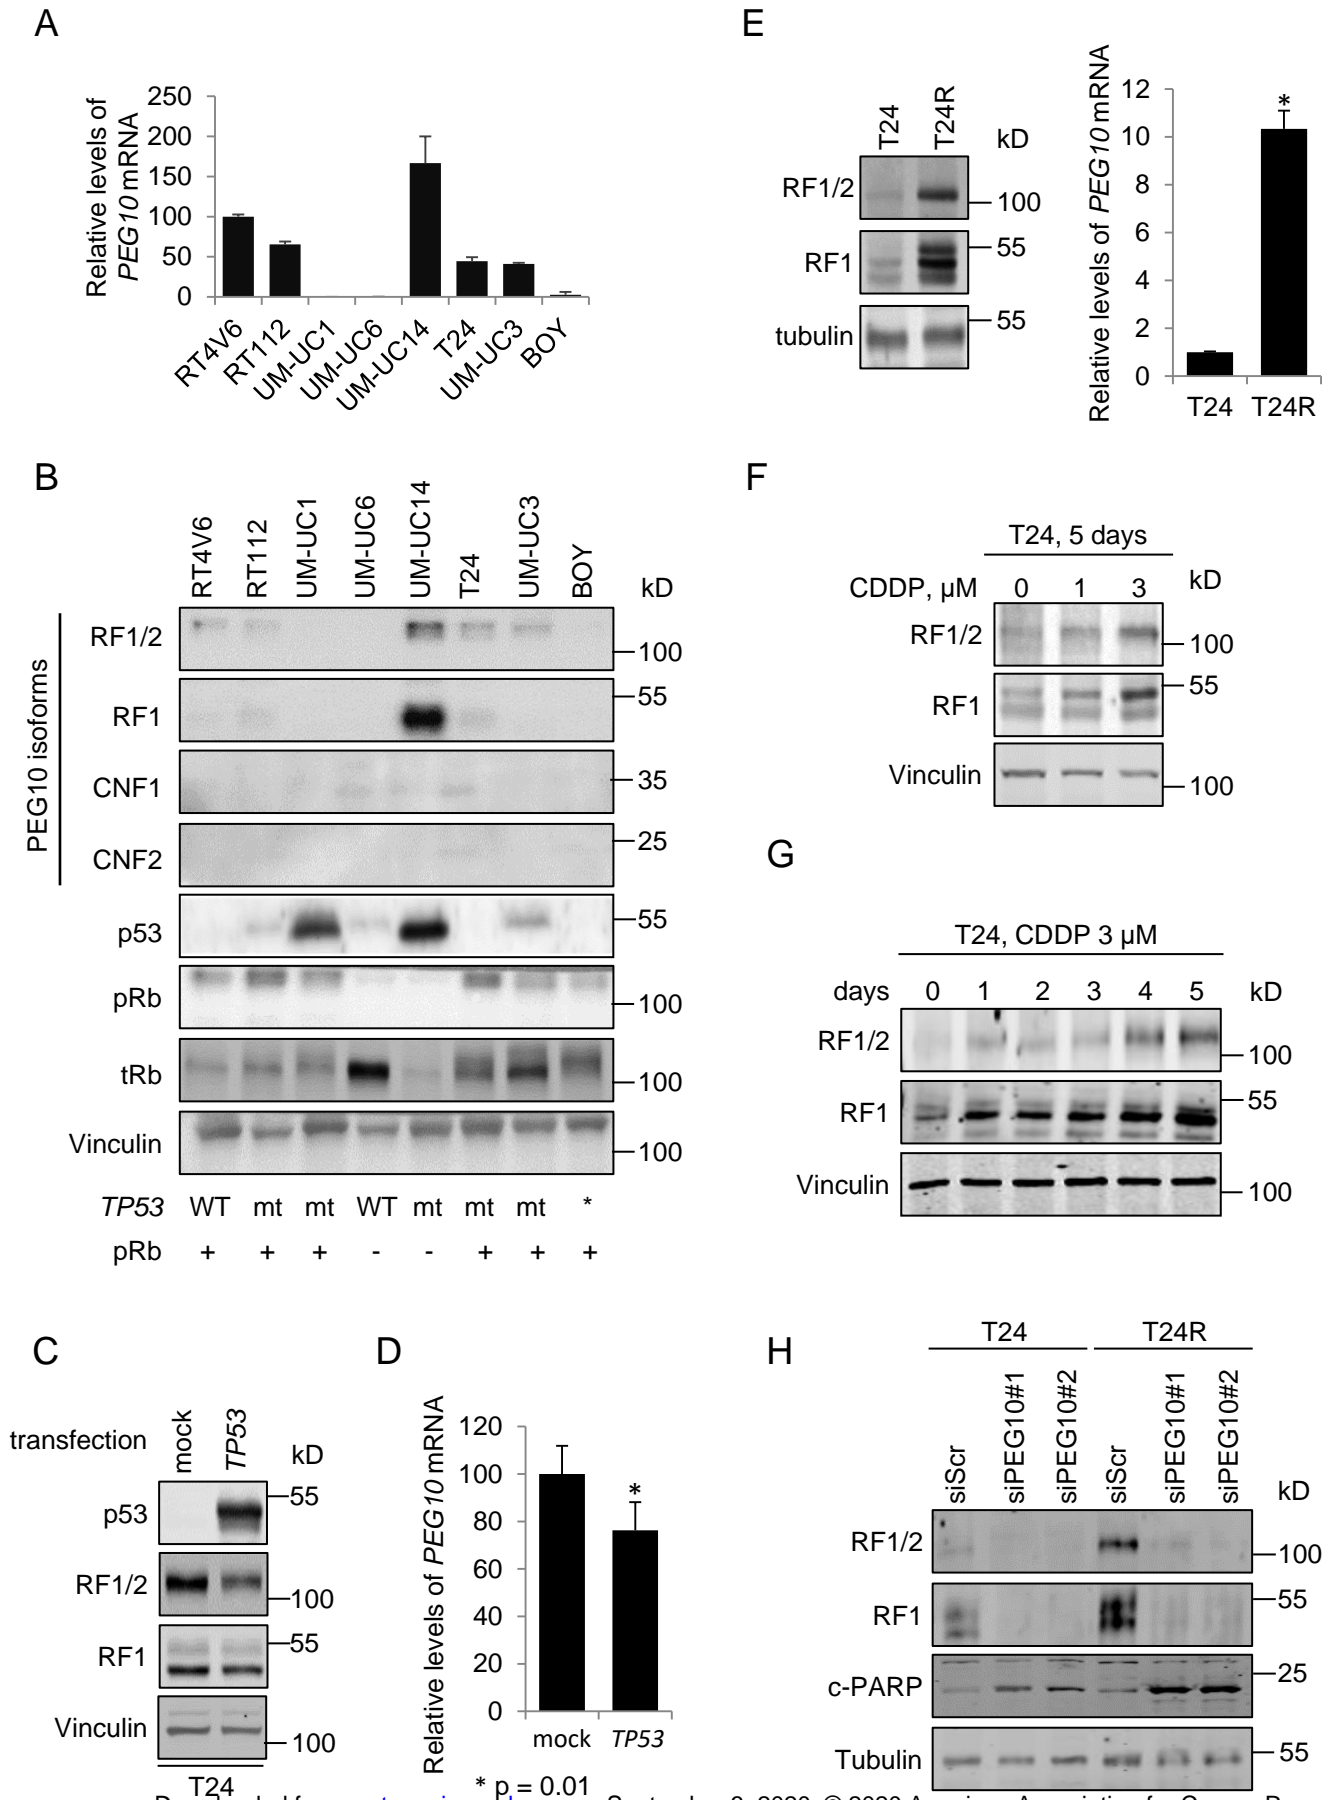 A
Relative levels of
PEG10 mRNA
250
200
150
100
50
0
RT4V6
RT112
UM-UC1
UM-UC6
UM-UC14
T24
UM-UC3
BOY
B
RT4V6
RT112
UM-UC1
UM-UC6
UM-UC14
T24
UM-UC3
BOY
kD
PEG10 isoforms
RF1/2
100
RF1
55
CNF1
35
CNF2
25
p53
55
pRb
100
tRb
100
Vinculin
100
TP53 WT mt mt WT mt mt mt *
pRb + + + - - + + +
C
transfection
mock
TP53
kD
p53
55
RF1/2
100
RF1
55
Vinculin
100
T24
D
Relative levels of PEG10 mRNA
120
100
80
60
40
20
0
*
mock TP53
* p = 0.01
E
T24
T24R
kD
RF1/2
100
RF1
55
tubulin
55
Relative levels of PEG10 mRNA
12
10
8
6
4
2
0
*
T24 T24R
F
T24, 5 days
CDDP, µM 0 1 3 kD
RF1/2
100
RF1
55
Vinculin
100
G
T24, CDDP 3 µM
days 0 1 2 3 4 5 kD
RF1/2
100
RF1
55
Vinculin
100
H
T24 T24R
siScr
siPEG10#1
siPEG10#2
siScr
siPEG10#1
siPEG10#2
kD
RF1/2
100
RF1
55
c-PARP
25
Tubulin
55